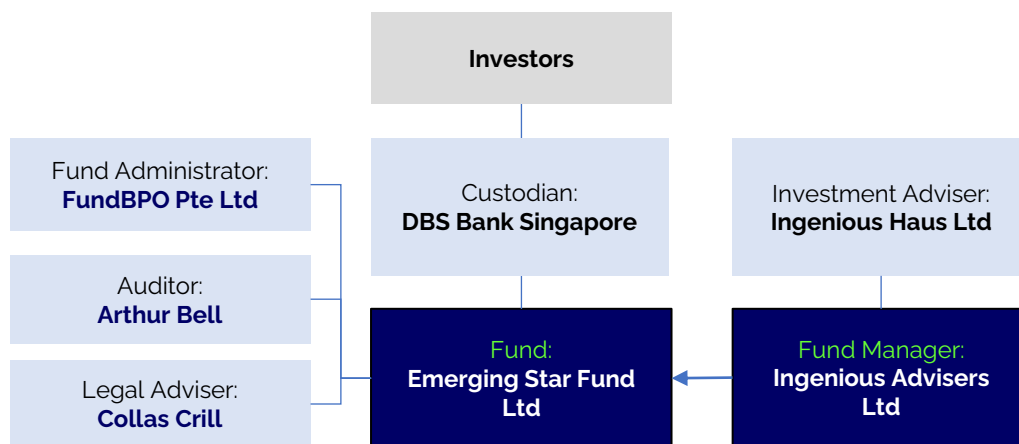 Investors
Fund Administrator:
FundBPO Pte Ltd
Custodian:
DBS Bank Singapore
Investment Adviser:
Ingenious Haus Ltd
Auditor:
Arthur Bell
Fund:
Emerging Star Fund
Ltd
Fund Manager:
Ingenious Advisers
Ltd
Legal Adviser:
Collas Crill